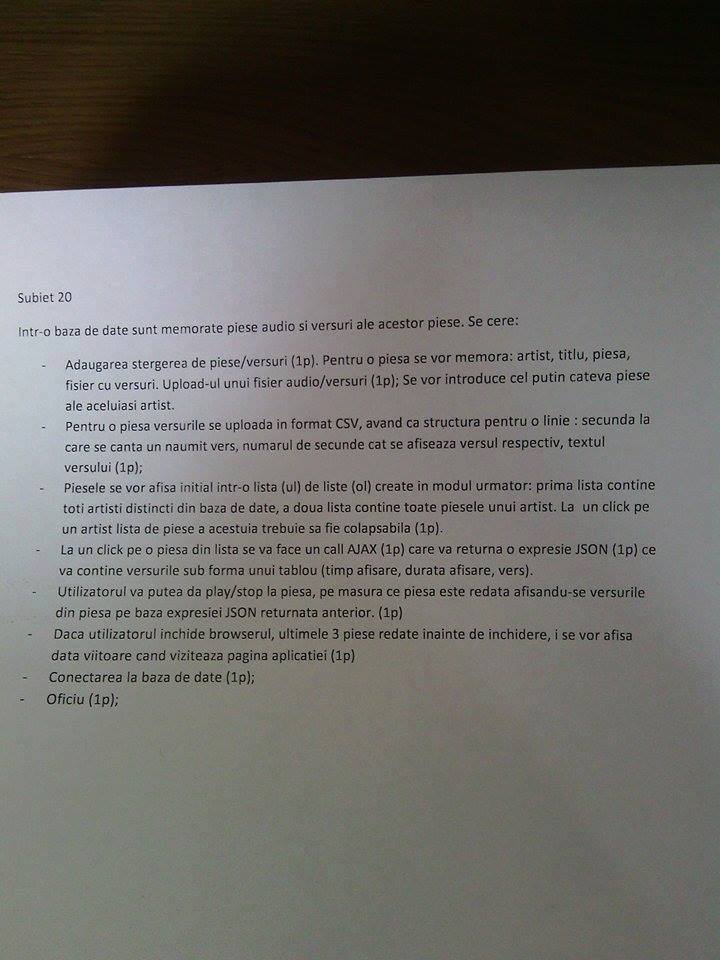 Subiet 20
Intr-o baza de date sunt memorate piese audio si versuri ale acestor piese. Se cere:
- Adaugarea stergerea de piese/versuri (1p). Pentru o piesa se vor memora: artist, titlu, piesa,
fisier cu versuri. Upload-ul unui fisier audio/versuri (1p); Se vor introduce cel putin cateva piese
ale aceluiasi artist.
- Pentru o piesa versurile se uploada in format CSV, avand ca structura pentru o linie : secunda la
care se canta un naumit vers, numarul de secunde cat se afiseaza versul respectiv, textul
versului (1p);
- Piesele se vor afisa initial intr-o lista (ul) de liste (ol) create in modul urmator: prima lista contine
toti artisti distincti din baza de date, a doua lista contine toate piesele unui artist. La un click pe
un artist lista de piese a acestuia trebuie sa fie colapsabila (1p).
- La un click pe o piesa din lista se va face un call AJAX (1p) care va returna o expresie JSON (1p) ce
va contine versurile sub forma unui tablou (timp afisare, durata afisare, vers).
- Utilizatorul va putea da play/stop la piesa, pe masura ce piesa este redata afisandu-se versurile
din piesa pe baza expresiei JSON returnata anterior. (1p)
- Daca utilizatorul inchide browserul, ultimele 3 piese redate inainte de inchidere, i se vor afisa
data viitoare cand viziteaza pagina aplicatiei (1p)
- Conectarea la baza de date (1p);
- Oficiu (1p);